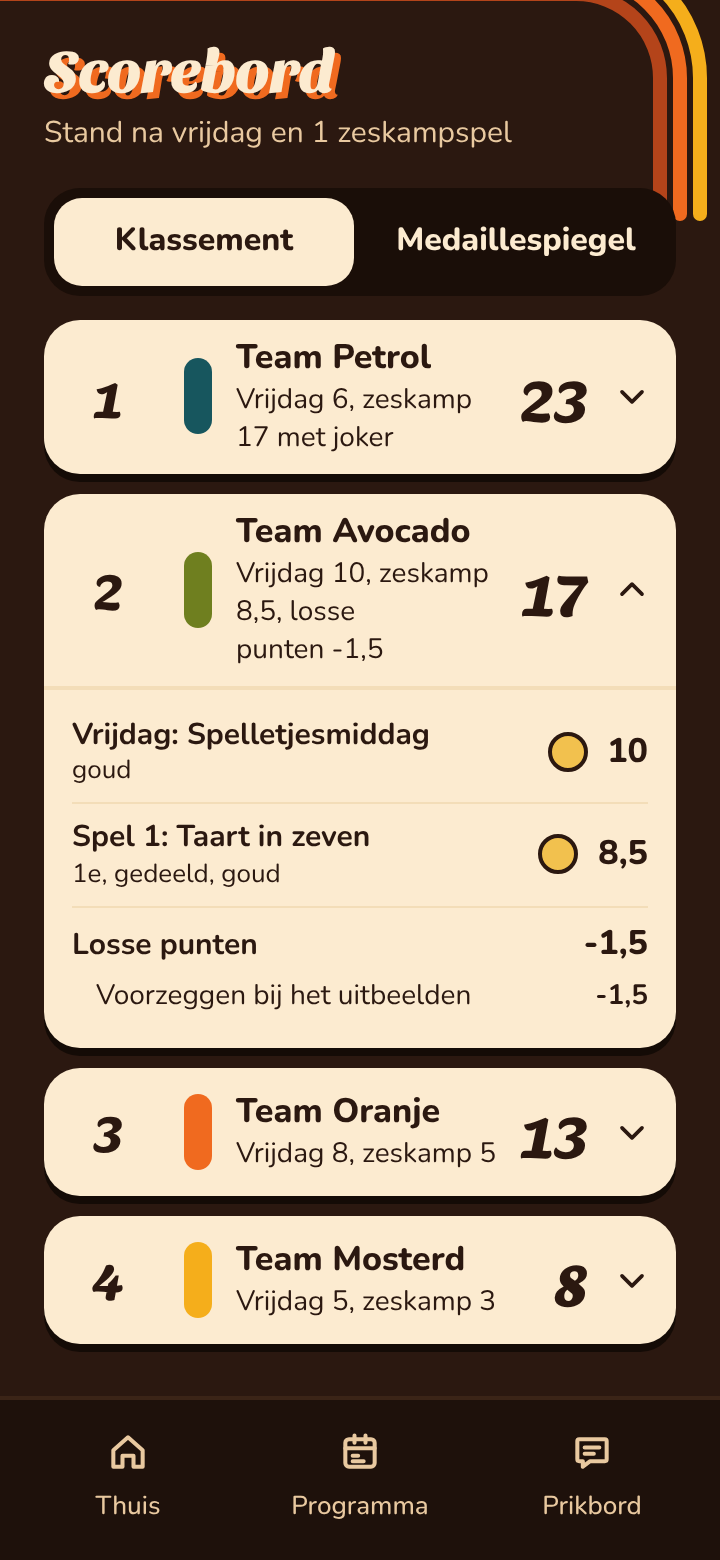 Scorebord
Stand na vrijdag en 1 zeskampspel
Klassement
Medaillespiegel
1
Team Petrol
Vrijdag 6, zeskamp
17 met joker
23
2
Team Avocado
Vrijdag 10, zeskamp
8,5, losse
punten -1,5
17
Vrijdag: Spelletjesmiddag
goud
10
Spel 1: Taart in zeven
1e, gedeeld, goud
8,5
Losse punten
-1,5
Voorzeggen bij het uitbeelden
-1,5
3
Team Oranje
Vrijdag 8, zeskamp 5
13
4
Team Mosterd
Vrijdag 5, zeskamp 3
8
Thuis
Programma
Prikbord